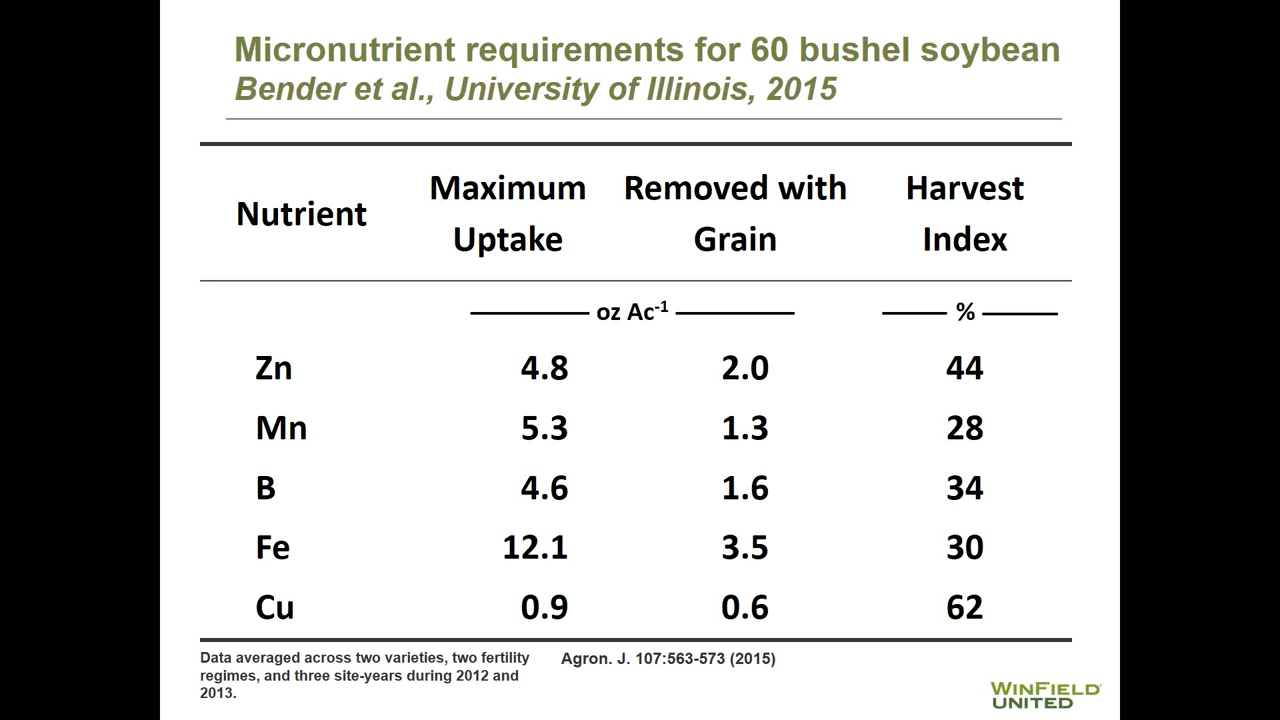 Micronutrient requirements for 60 bushel soybean
Bender et al., University of Illinois, 2015
Nutrient Maximum Uptake Removed with Grain Harvest Index
oz Ac-1 %
Zn 4.8 2.0 44
Mn 5.3 1.3 28
B 4.6 1.6 34
Fe 12.1 3.5 30
Cu 0.9 0.6 62
Data averaged across two varieties, two fertility
regimes, and three site-years during 2012 and
2013.
Agron. J. 107:563-573 (2015)
WINFIELD
UNITED